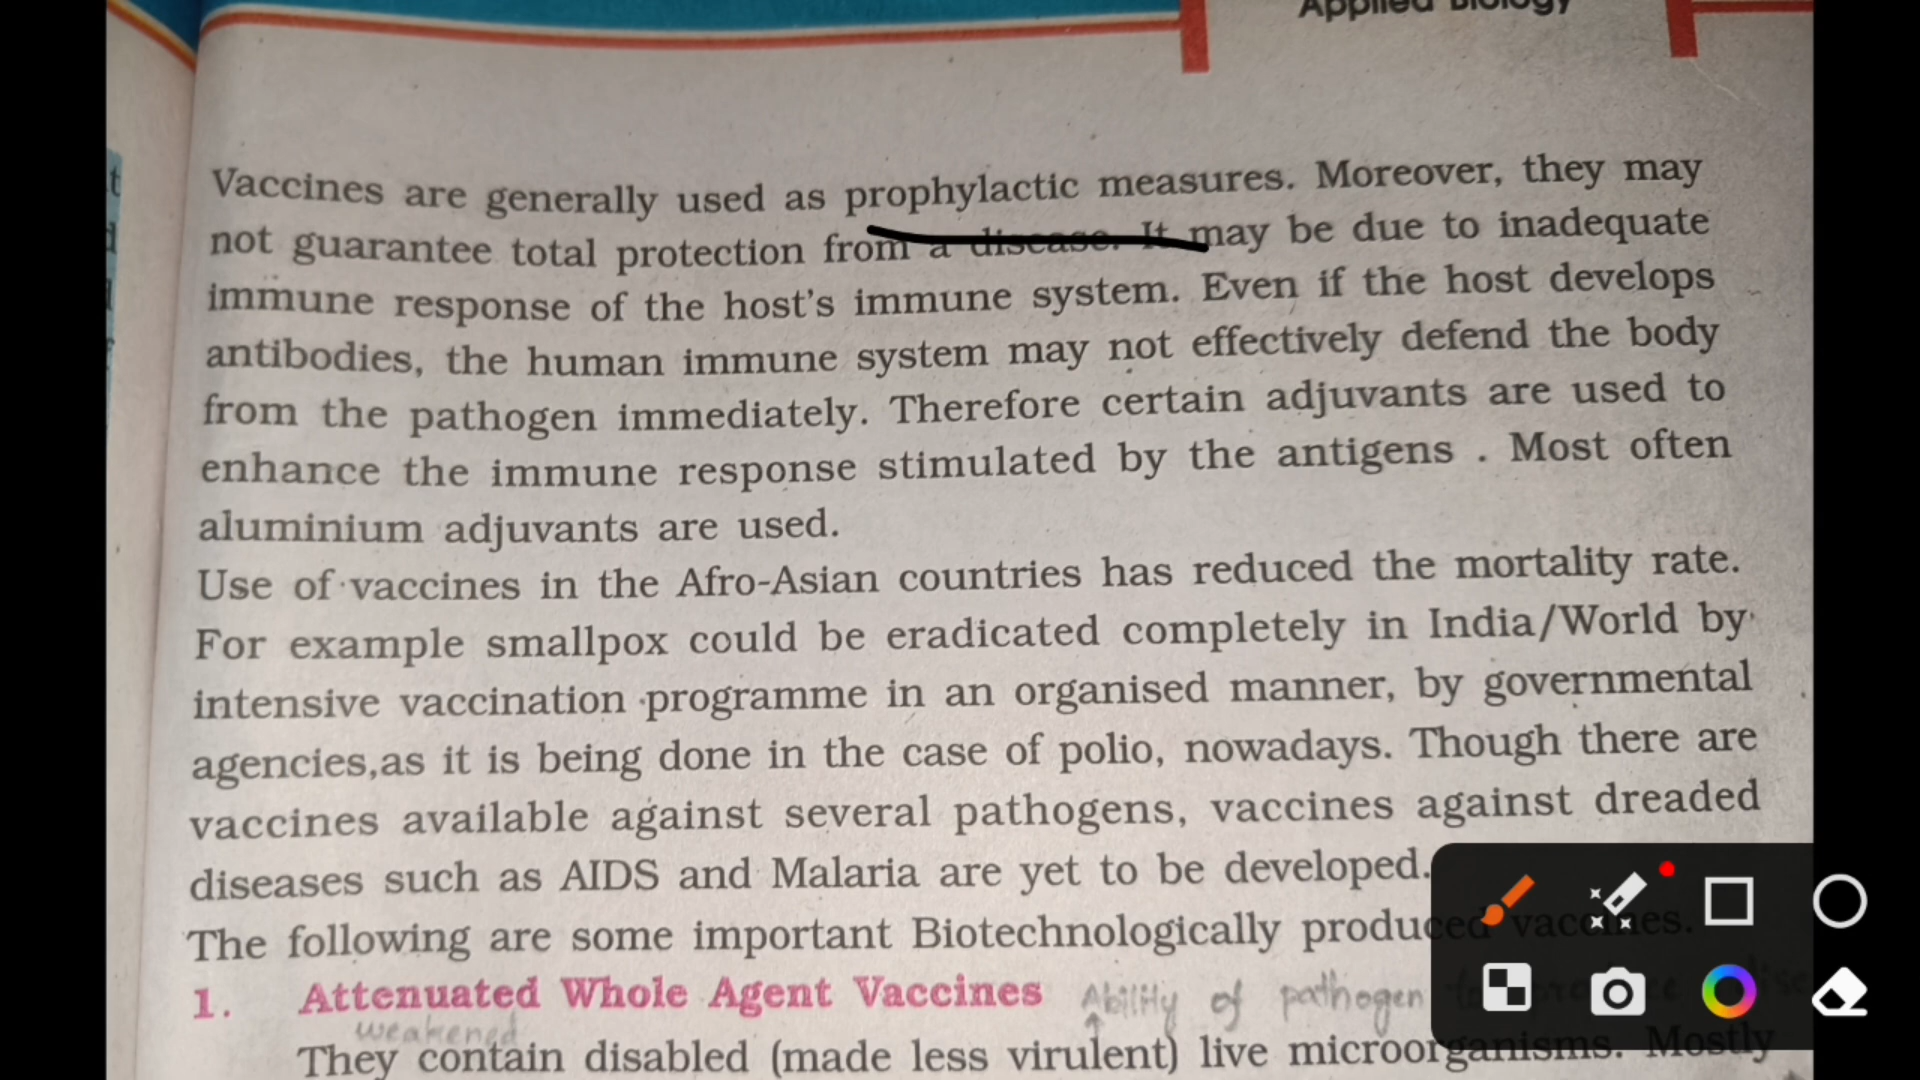 Applied Biology
Vaccines are generally used as prophylactic measures. Moreover, they may
not guarantee total protection from a disease. It may be due to inadequate
immune response of the host's immune system. Even if the host develops
antibodies, the human immune system may not effectively defend the body
from the pathogen immediately. Therefore certain adjuvants are used to
enhance the immune response stimulated by the antigens . Most often
aluminium adjuvants are used.
Use of vaccines in the Afro-Asian countries has reduced the mortality rate.
For example smallpox could be eradicated completely in India/World by
intensive vaccination programme in an organised manner, by governmental
agencies,as it is being done in the case of polio, nowadays. Though there are
vaccines available against several pathogens, vaccines against dreaded
diseases such as AIDS and Malaria are yet to be developed.
The following are some important Biotechnologically produced vaccines.
1. Attenuated Whole Agent Vaccines Ability of pathogen
weakened
They contain disabled (made less virulent) live microorganisms. Mostly